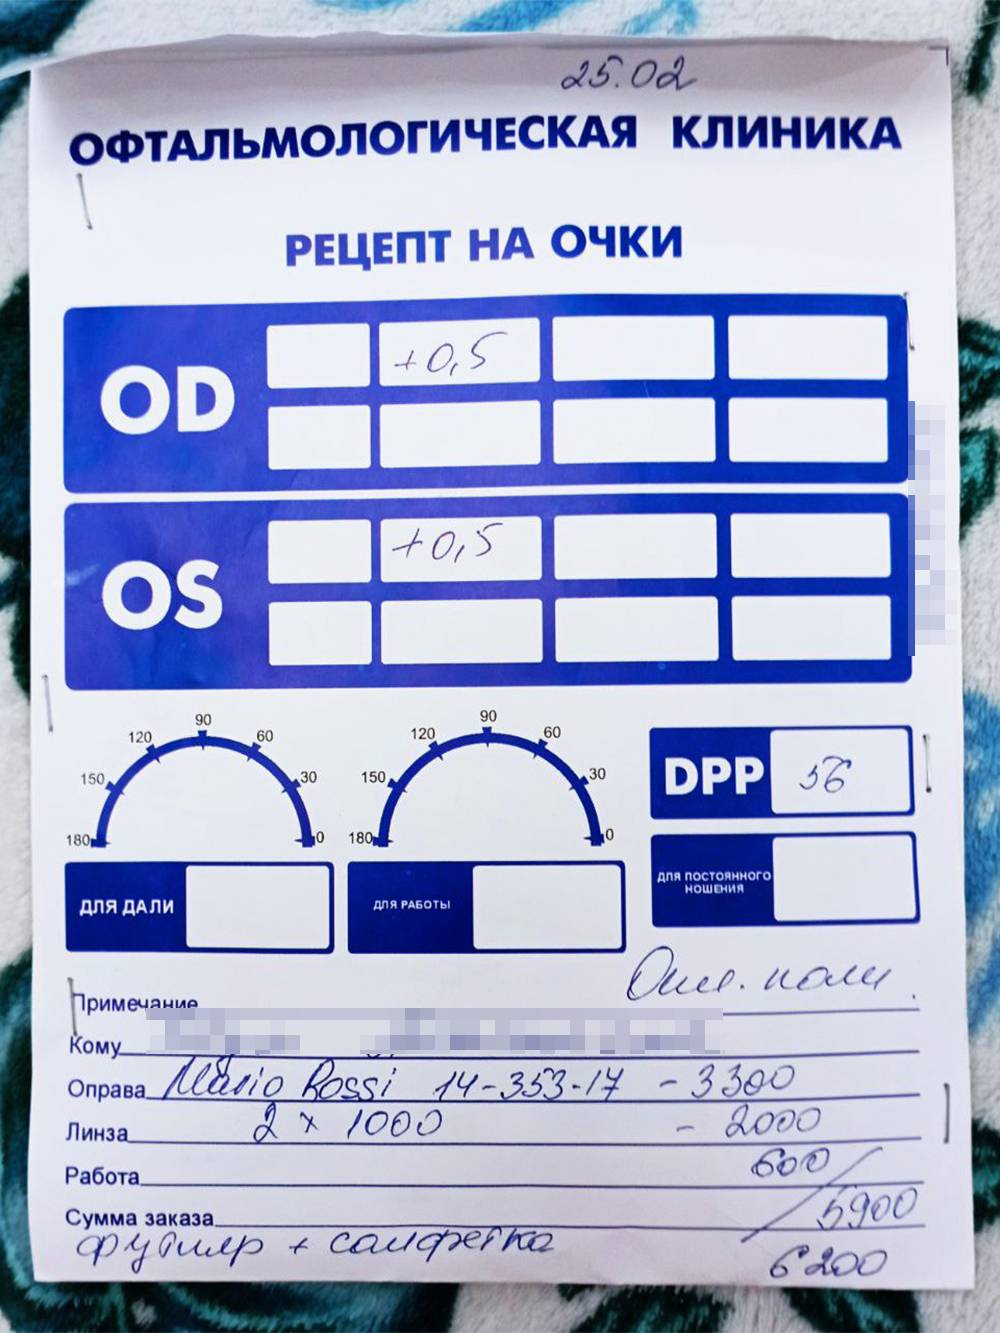 25.02
ОФТАЛЬМОЛОГИЧЕСКАЯ КЛИНИКА
РЕЦЕПТ НА ОЧКИ
OD
+0,5
OS
+0,5
180 150 120 90 60 30 0
180 150 120 90 60 30 0
DPP 56
ДЛЯ ДАЛИ
ДЛЯ РАБОТЫ
ДЛЯ ПОСТОЯННОГО
НОШЕНИЯ
Примечание
Кому
Оправа Mario Rossi 14-353-17 - 3300
Линза 2 x 1000 - 2000
Работа 600
Сумма заказа 5900
футляр + салфетка
6200